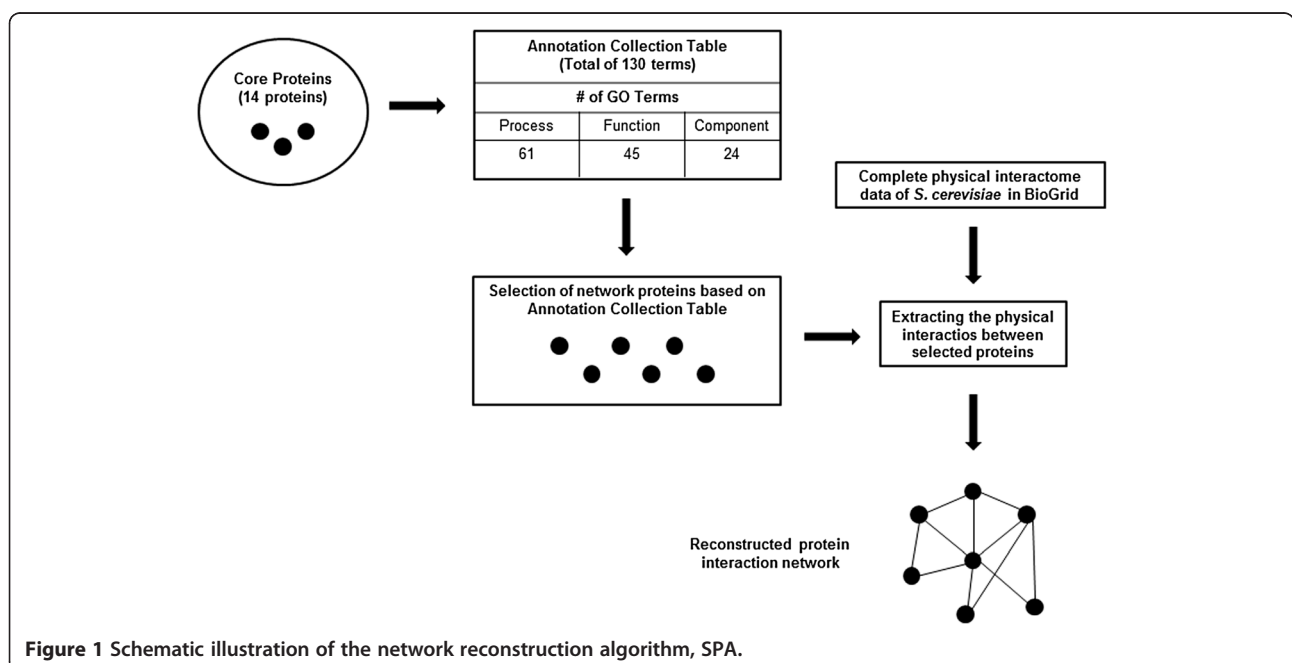 Core Proteins
(14 proteins)
Annotation Collection Table
(Total of 130 terms)
# of GO Terms
Process Function Component
61 45 24
Complete physical interactome
data of S. cerevisiae in BioGrid
Selection of network proteins based on
Annotation Collection Table
Extracting the physical
interactios between
selected proteins
Reconstructed protein
interaction network
Figure 1 Schematic illustration of the network reconstruction algorithm, SPA.